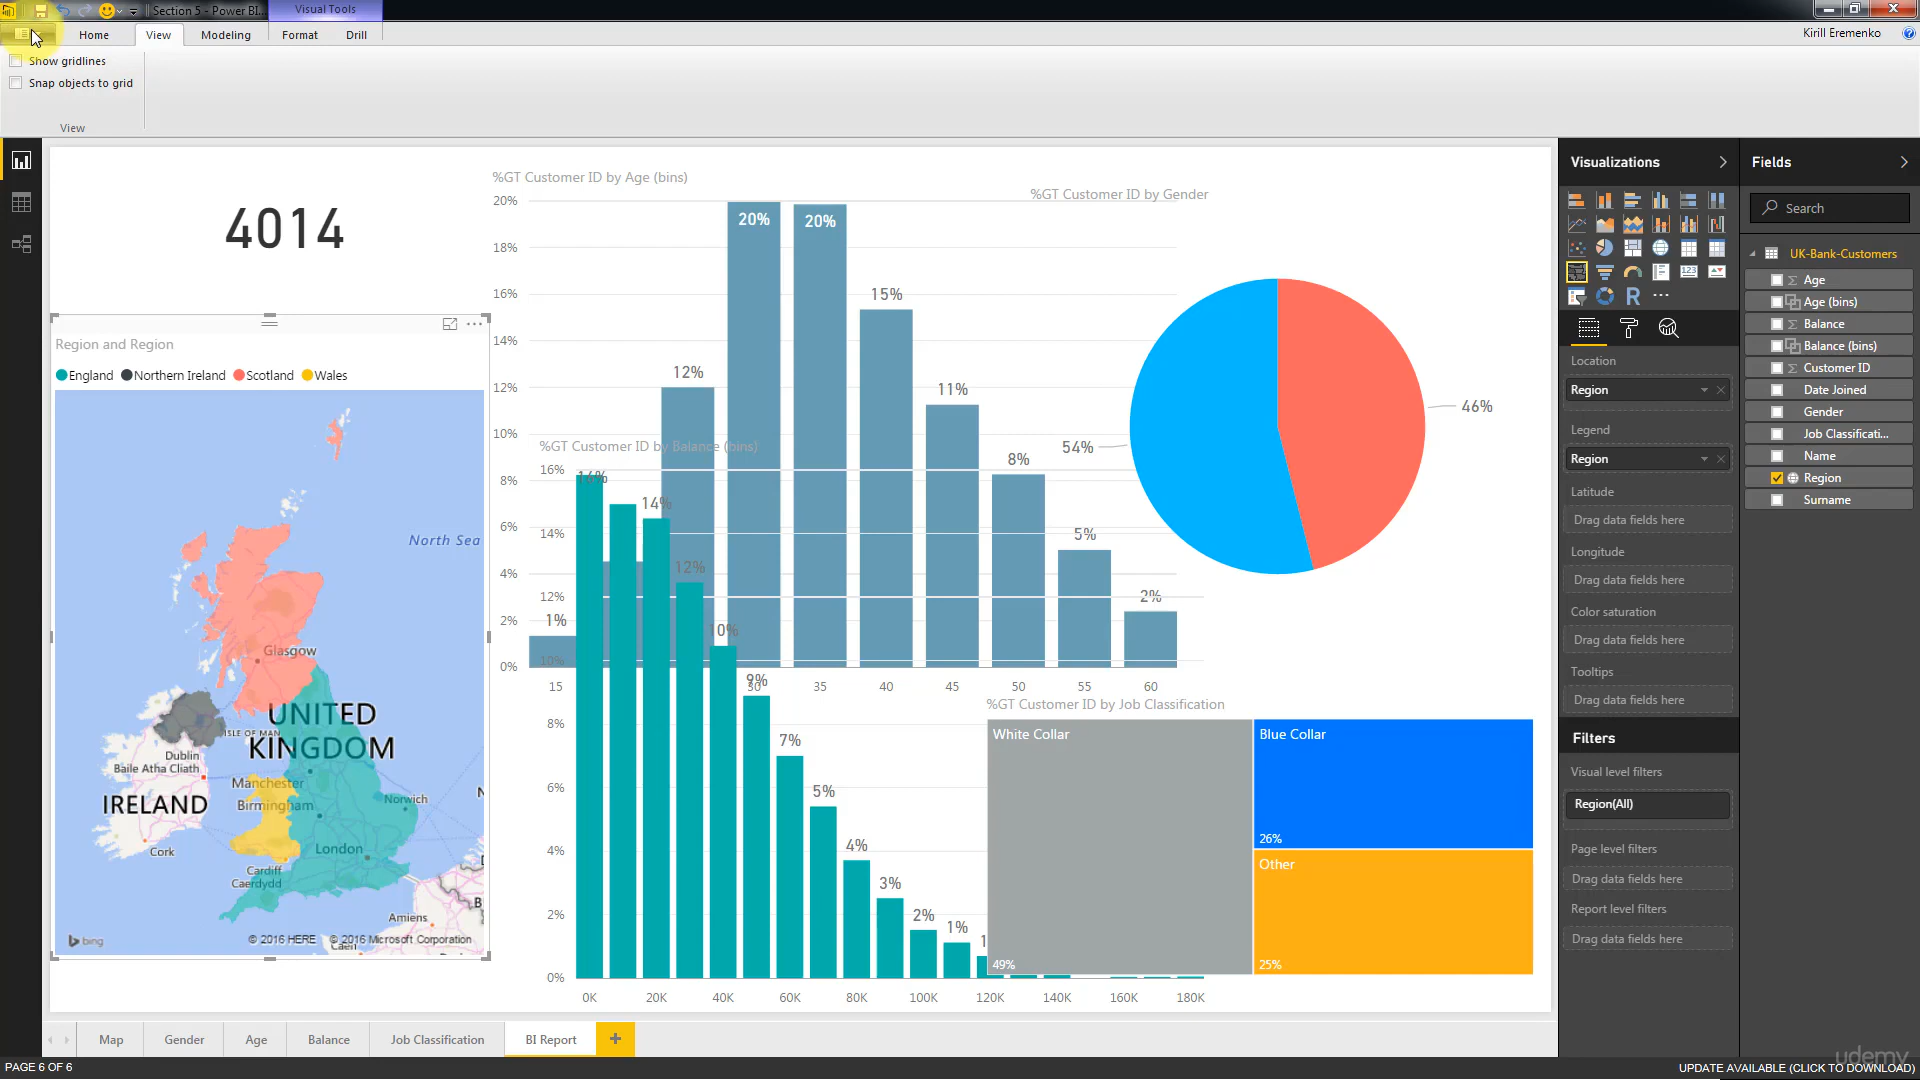 Section 5 - Power BI...
Visual Tools
Home
View
Modeling
Format
Drill
Kirill Eremenko
Show gridlines
Snap objects to grid
View
4014
Region and Region
England
Northern Ireland
Scotland
Wales
North Sea
Glasgow
UNITED
KINGDOM
ISLE OF MAN
Dublin
Baile Atha Cliath
Manchester
IRELAND
Birmingham
Norwich
Cork
London
Cardiff
Caerdydd
Amiens
Caen
bing
© 2016 HERE © 2016 Microsoft Corporation
%GT Customer ID by Age (bins)
20%
18%
16%
14%
12%
10%
8%
6%
4%
2%
0%
1%
12%
20%
20%
15%
11%
8%
5%
2%
15
30
35
40
45
50
55
60
%GT Customer ID by Gender
54%
46%
%GT Customer ID by Balance (bins)
16%
14%
12%
10%
8%
6%
4%
2%
0%
16%
14%
12%
10%
9%
7%
5%
4%
3%
2%
1%
0K
20K
40K
60K
80K
100K
120K
140K
160K
180K
%GT Customer ID by Job Classification
White Collar
49%
Blue Collar
26%
Other
25%
Visualizations
Location
Region
Legend
Region
Latitude
Drag data fields here
Longitude
Drag data fields here
Color saturation
Drag data fields here
Tooltips
Drag data fields here
Filters
Visual level filters
Region(All)
Page level filters
Drag data fields here
Report level filters
Drag data fields here
Fields
Search
UK-Bank-Customers
Age
Age (bins)
Balance
Balance (bins)
Customer ID
Date Joined
Gender
Job Classificati...
Name
Region
Surname
Map
Gender
Age
Balance
Job Classification
BI Report
PAGE 6 OF 6
udemy
UPDATE AVAILABLE (CLICK TO DOWNLOAD)